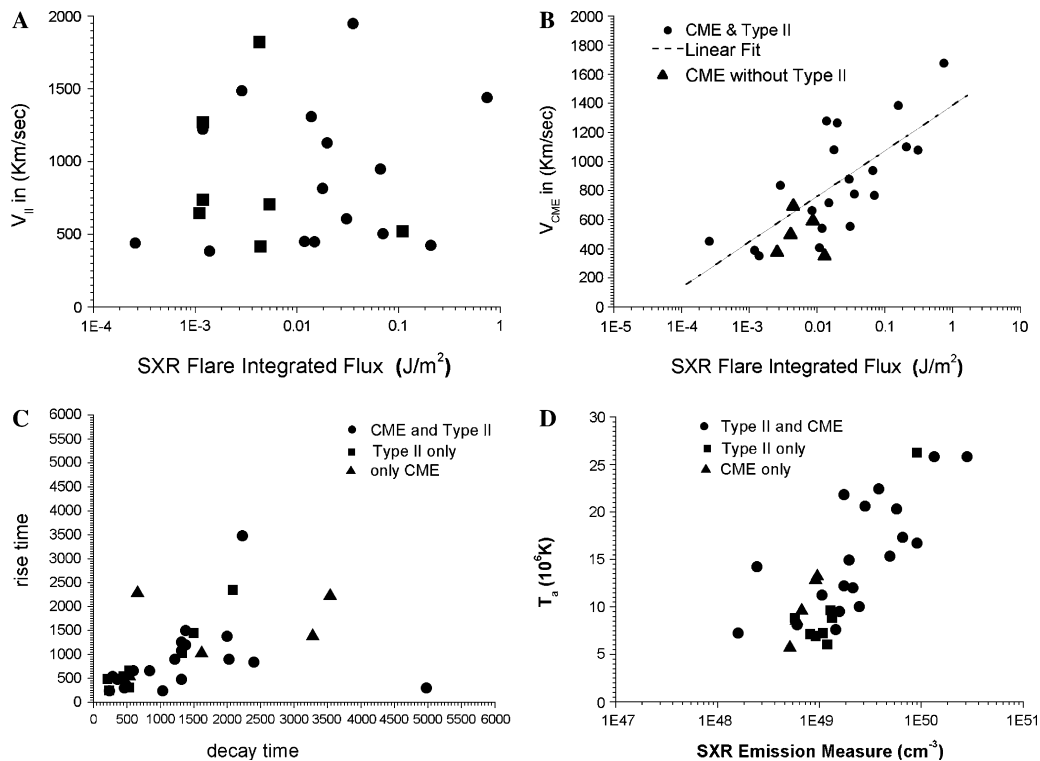 A
2000
1500
1000
500
0
V_II in (Km/sec)
1E-4 1E-3 0.01 0.1 1
SXR Flare Integrated Flux (J/m²)
B
2000
1800
1600
1400
1200
1000
800
600
400
200
0
V_CME in (Km/sec)
CME & Type II
Linear Fit
CME without Type II
1E-5 1E-4 1E-3 0.01 0.1 1 10
SXR Flare Integrated Flux (J/m²)
C
6000
5500
5000
4500
4000
3500
3000
2500
2000
1500
1000
500
0
rise time
CME and Type II
Type II only
only CME
0 500 1000 1500 2000 2500 3000 3500 4000 4500 5000 5500 6000
decay time
D
30
25
20
15
10
5
0
T_a (10⁶K)
Type II and CME
Type II only
CME only
1E47 1E48 1E49 1E50 1E51
SXR Emission Measure (cm⁻³)